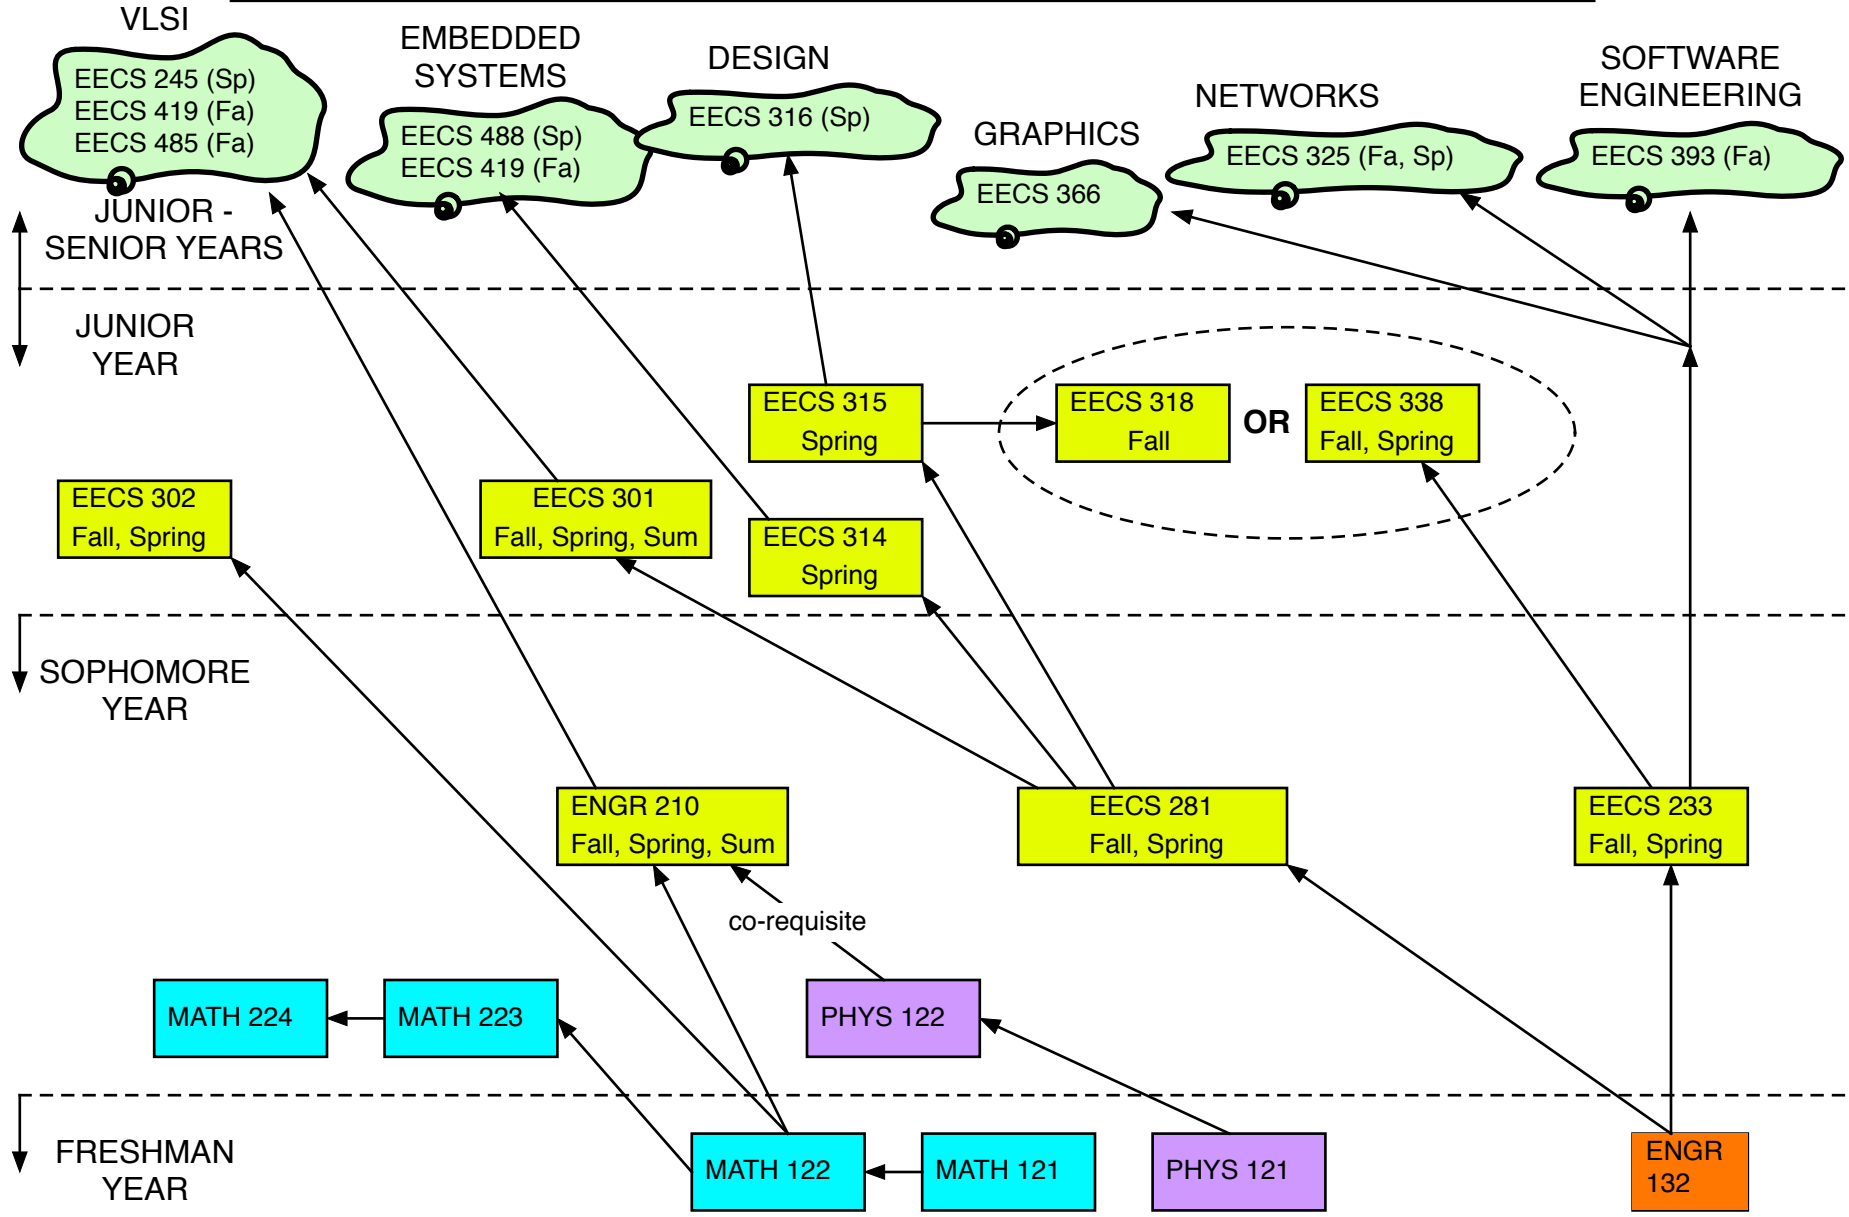 VLSI
EECS 245 (Sp)
EECS 419 (Fa)
EECS 485 (Fa)
EMBEDDED
SYSTEMS
EECS 488 (Sp)
EECS 419 (Fa)
DESIGN
EECS 316 (Sp)
GRAPHICS
EECS 366
NETWORKS
EECS 325 (Fa, Sp)
SOFTWARE
ENGINEERING
EECS 393 (Fa)
JUNIOR -
SENIOR YEARS
JUNIOR
YEAR
EECS 315
Spring
EECS 318
Fall
OR
EECS 338
Fall, Spring
EECS 302
Fall, Spring
EECS 301
Fall, Spring, Sum
EECS 314
Spring
SOPHOMORE
YEAR
ENGR 210
Fall, Spring, Sum
EECS 281
Fall, Spring
EECS 233
Fall, Spring
co-requisite
MATH 224
MATH 223
PHYS 122
FRESHMAN
YEAR
MATH 122
MATH 121
PHYS 121
ENGR
132